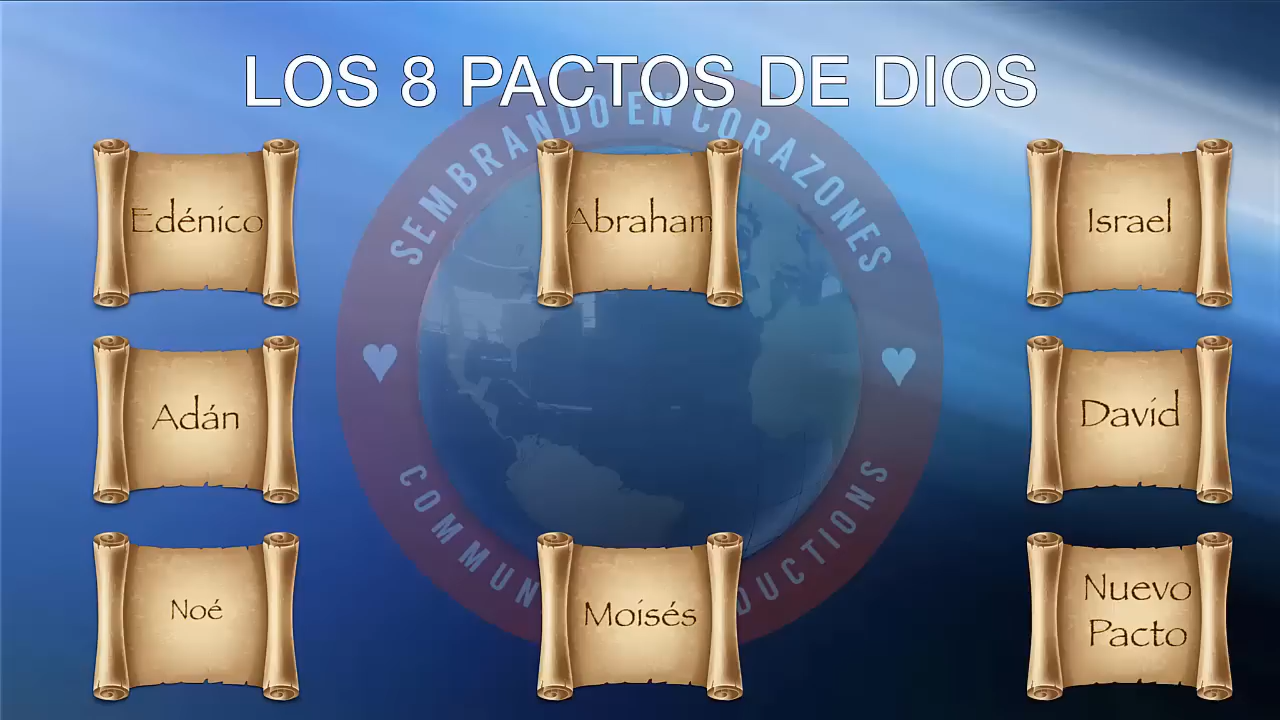 LOS 8 PACTOS DE DIOS
SEMBRANDO EN CORAZONES
Edénico
Abraham
Israel
Adán
David
Noé
Moisés
Nuevo
Pacto